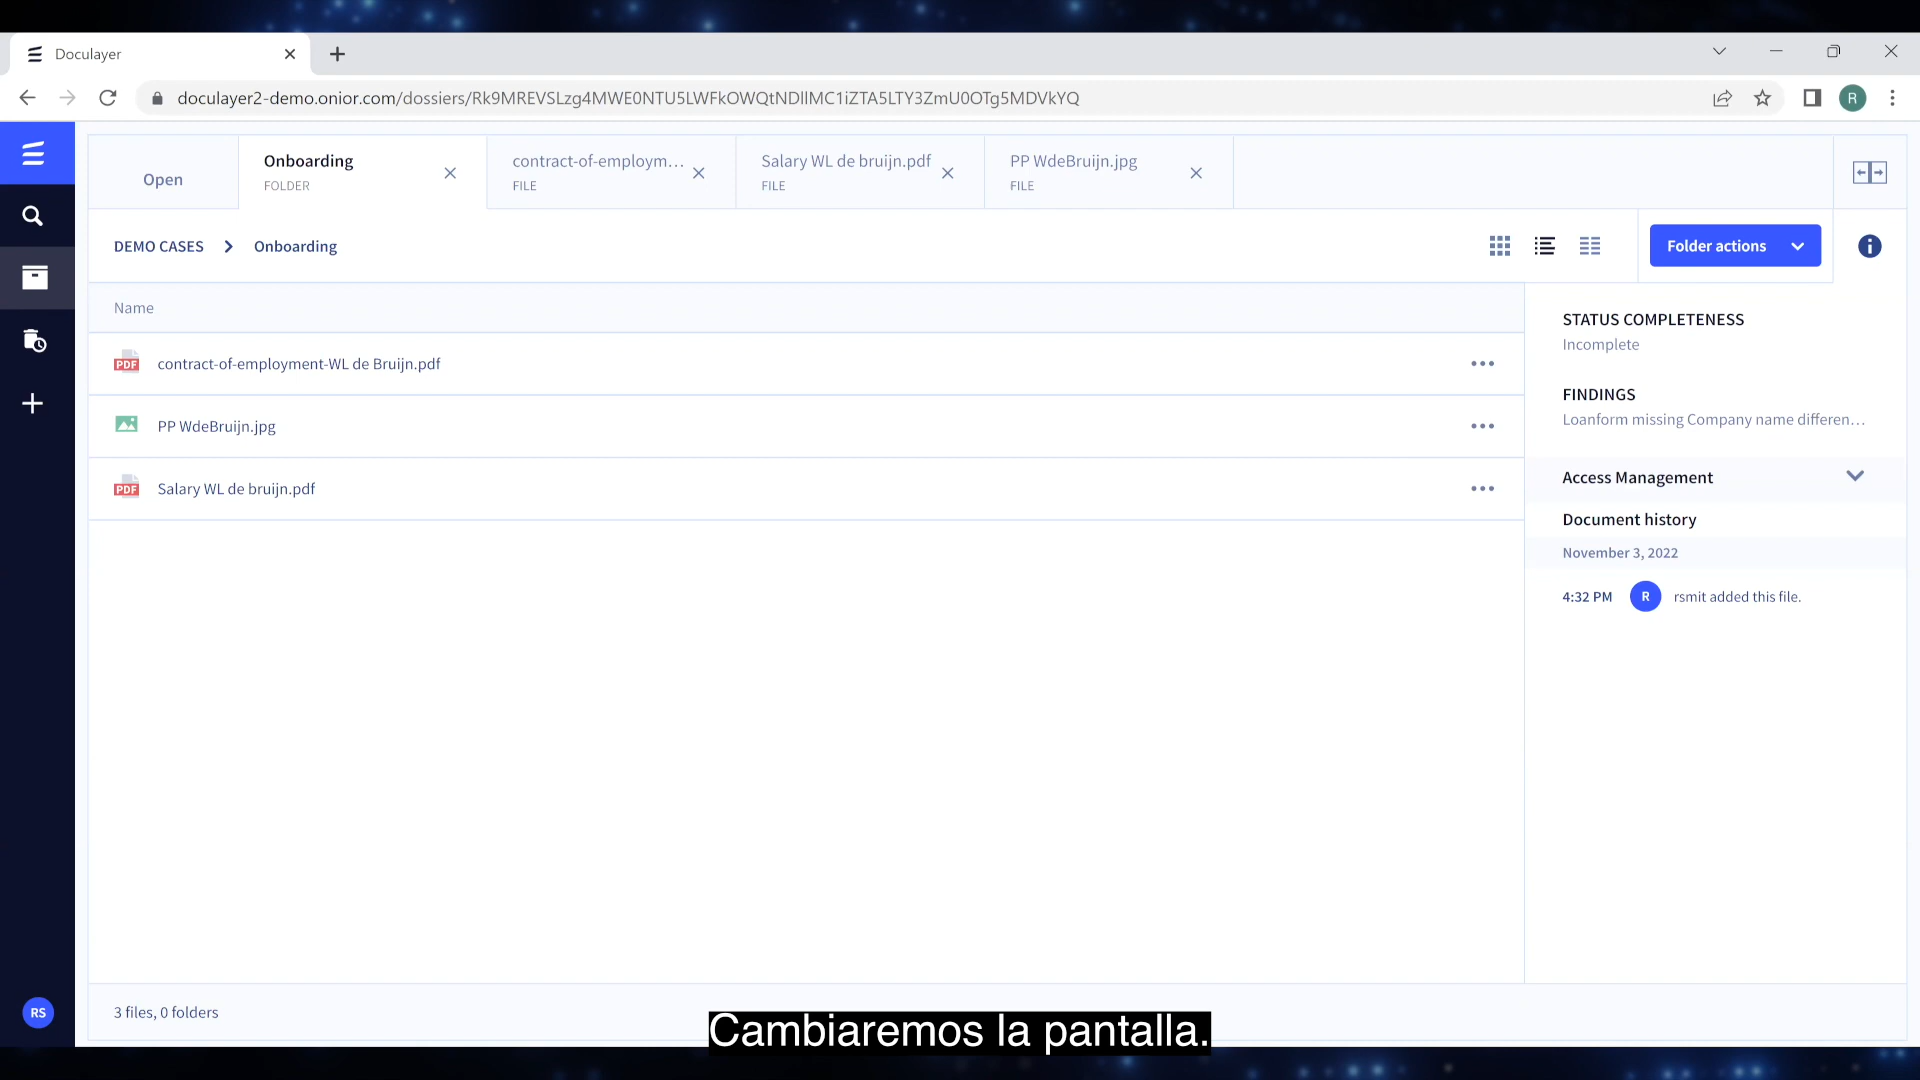 Doculayer
doculayer2-demo.onior.com/dossiers/Rk9MREVSLzg4MWE0NTU5LWFkOWQtNDllMC1iZTA5LTY3ZmU0OTg5MDVkYQ
R
Open
Onboarding
FOLDER
contract-of-employm...
FILE
Salary WL de bruijn.pdf
FILE
PP WdeBruijn.jpg
FILE
DEMO CASES > Onboarding
Folder actions
Name
PDF contract-of-employment-WL de Bruijn.pdf
PP WdeBruijn.jpg
PDF Salary WL de bruijn.pdf
STATUS COMPLETENESS
Incomplete
FINDINGS
Loanform missing Company name differen...
Access Management
Document history
November 3, 2022
4:32 PM R rsmit added this file.
RS
3 files, 0 folders
Cambiaremos la pantalla.